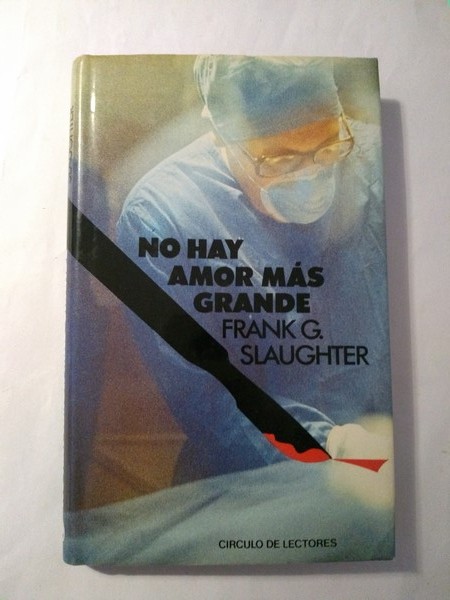 NO HAY
AMOR MÁS
GRANDE
FRANK G.
SLAUGHTER
CIRCULO DE LECTORES